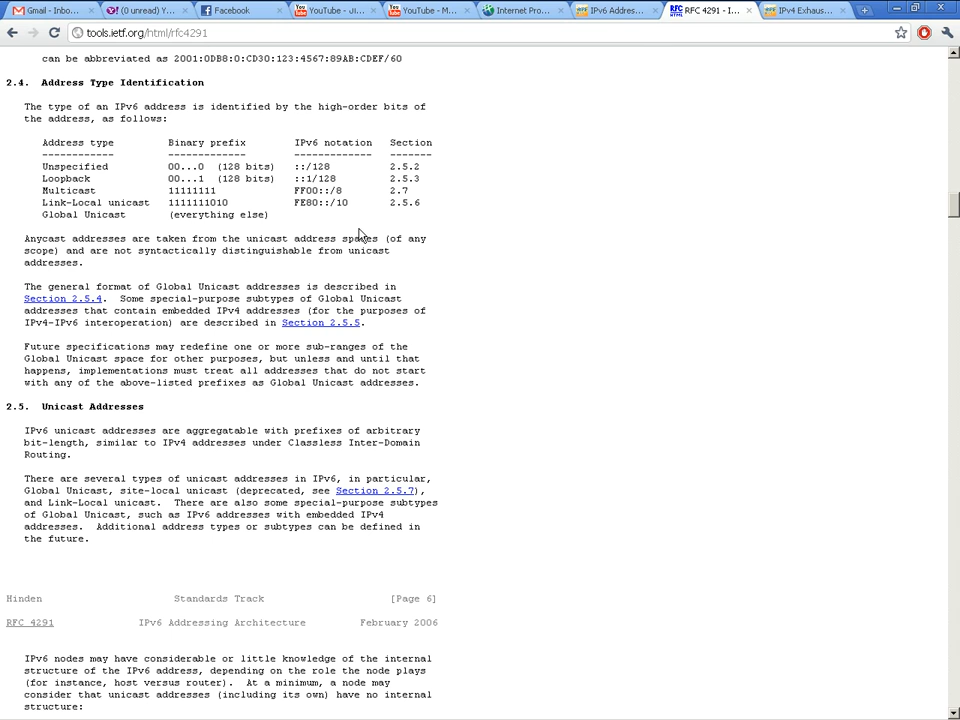 Gmail - Inbo...
(0 unread) Y...
Facebook
YouTube - Jl...
YouTube - M...
Internet Pro...
IPv6 Addres...
RFC 4291 - I...
IPv4 Exhaus...
tools.ietf.org/html/rfc4291
can be abbreviated as 2001:0DB8:0:CD30:123:4567:89AB:CDEF/60
2.4. Address Type Identification
The type of an IPv6 address is identified by the high-order bits of
the address, as follows:
Address type Binary prefix IPv6 notation Section
------------ ------------- ------------- -------
Unspecified 00...0 (128 bits) ::/128 2.5.2
Loopback 00...1 (128 bits) ::1/128 2.5.3
Multicast 11111111 FF00::/8 2.7
Link-Local unicast 1111111010 FE80::/10 2.5.6
Global Unicast (everything else)
Anycast addresses are taken from the unicast address spaces (of any
scope) and are not syntactically distinguishable from unicast
addresses.
The general format of Global Unicast addresses is described in
Section 2.5.4. Some special-purpose subtypes of Global Unicast
addresses that contain embedded IPv4 addresses (for the purposes of
IPv4-IPv6 interoperation) are described in Section 2.5.5.
Future specifications may redefine one or more sub-ranges of the
Global Unicast space for other purposes, but unless and until that
happens, implementations must treat all addresses that do not start
with any of the above-listed prefixes as Global Unicast addresses.
2.5. Unicast Addresses
IPv6 unicast addresses are aggregatable with prefixes of arbitrary
bit-length, similar to IPv4 addresses under Classless Inter-Domain
Routing.
There are several types of unicast addresses in IPv6, in particular,
Global Unicast, site-local unicast (deprecated, see Section 2.5.7),
and Link-Local unicast. There are also some special-purpose subtypes
of Global Unicast, such as IPv6 addresses with embedded IPv4
addresses. Additional address types or subtypes can be defined in
the future.
Hinden Standards Track [Page 6]
RFC 4291 IPv6 Addressing Architecture February 2006
IPv6 nodes may have considerable or little knowledge of the internal
structure of the IPv6 address, depending on the role the node plays
(for instance, host versus router). At a minimum, a node may
consider that unicast addresses (including its own) have no internal
structure: